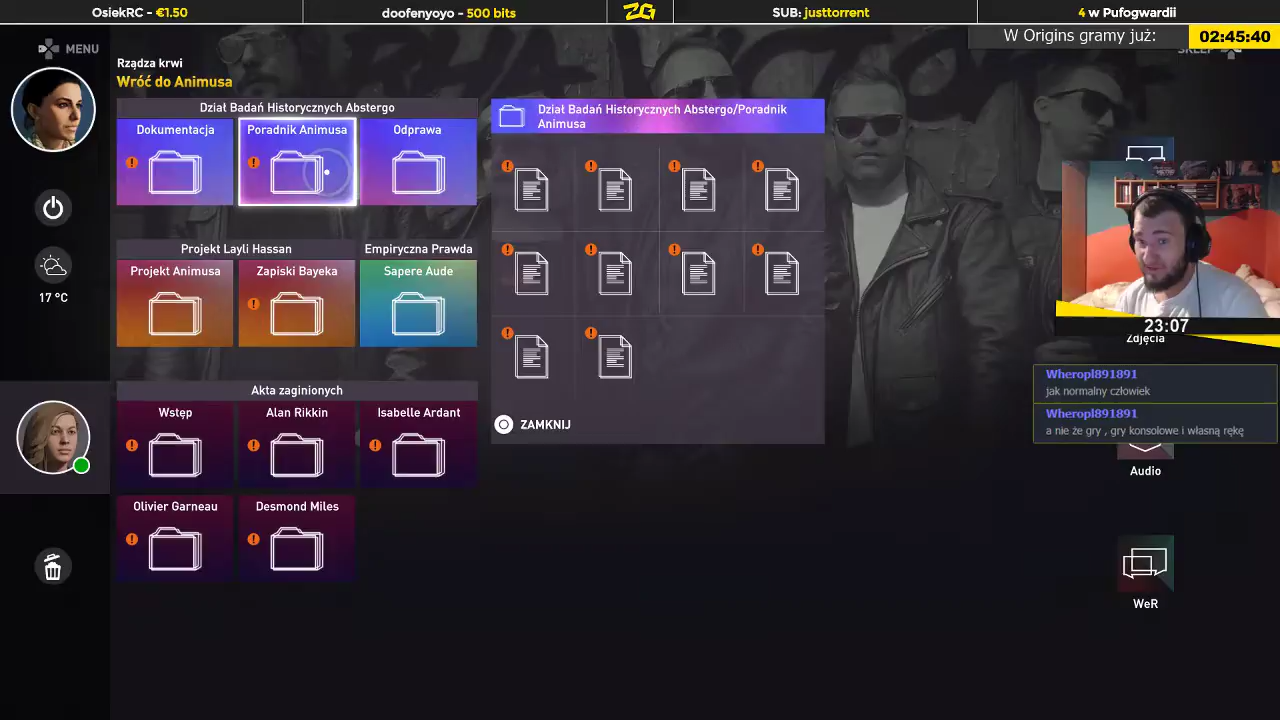 OsiekRC - €1.50
doofenyoyo - 500 bits
ZG
SUB: justtorrent
4 w Pufogwardii
MENU
W Origins gramy już:
02:45:40
Rządza krwi
Wróć do Animusa
Dział Badań Historycznych Abstergo
Dokumentacja
Poradnik Animusa
Odprawa
Dział Badań Historycznych Abstergo/Poradnik
Animusa
Projekt Layli Hassan
Empiryczna Prawda
Projekt Animusa
Zapiski Bayeka
Sapere Aude
17 °C
23:07
Zdjęcia
Wheropl891891
jak normalny człowiek
Wheropl891891
a nie że gry , gry konsolowe i własną rękę
Akta zaginionych
Wstęp
Alan Rikkin
Isabelle Ardant
ZAMKNIJ
Audio
Olivier Garneau
Desmond Miles
WeR